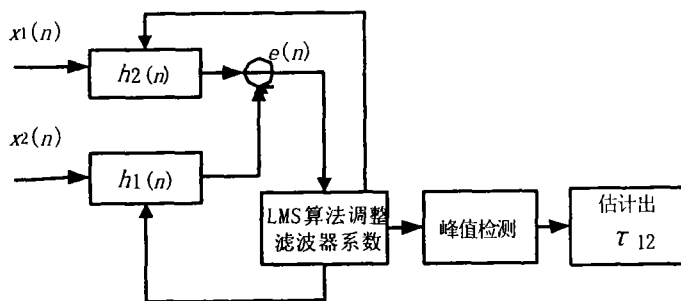 x1(n)
h2(n)
e(n)
x2(n)
h1(n)
LMS算法调整
滤波器系数
峰值检测
估计出
τ12